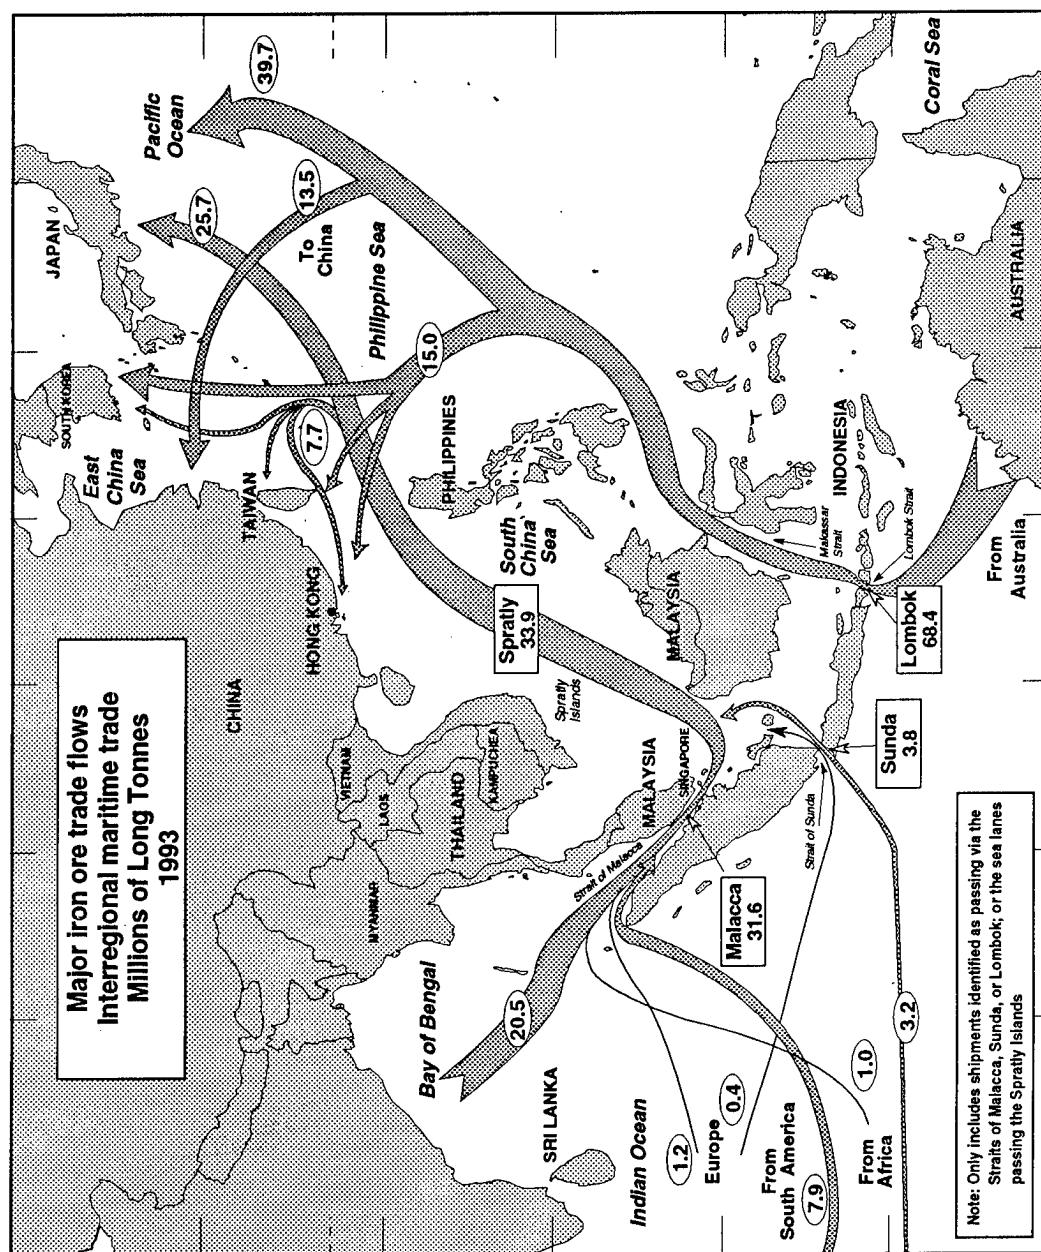 Major iron ore trade flows
Interregional maritime trade
Millions of Long Tonnes
1993
JAPAN
SOUTH KOREA
East
China
Sea
Pacific
Ocean
39.7
25.7
13.5
To
China
Philippine Sea
15.0
7.7
TAIWAN
HONG KONG
CHINA
PHILIPPINES
South
China
Sea
Spratly
33.9
Spratly
Islands
VIETNAM
LAOS
KAMPUCHEA
THAILAND
MYANMAR
Bay of Bengal
20.5
SRI LANKA
Indian Ocean
MALAYSIA
SINGAPORE
Strait of Malacca
Malacca
31.6
MALAYSIA
INDONESIA
Makassar
Strait
Lombok Strait
Lombok
68.4
Sunda
3.8
Strait of Sunda
From
Australia
AUSTRALIA
Coral Sea
1.2
Europe
0.4
From
South America
7.9
1.0
From
Africa
3.2
Note: Only includes shipments identified as passing via the
Straits of Malacca, Sunda, or Lombok; or the sea lanes
passing the Spratly Islands